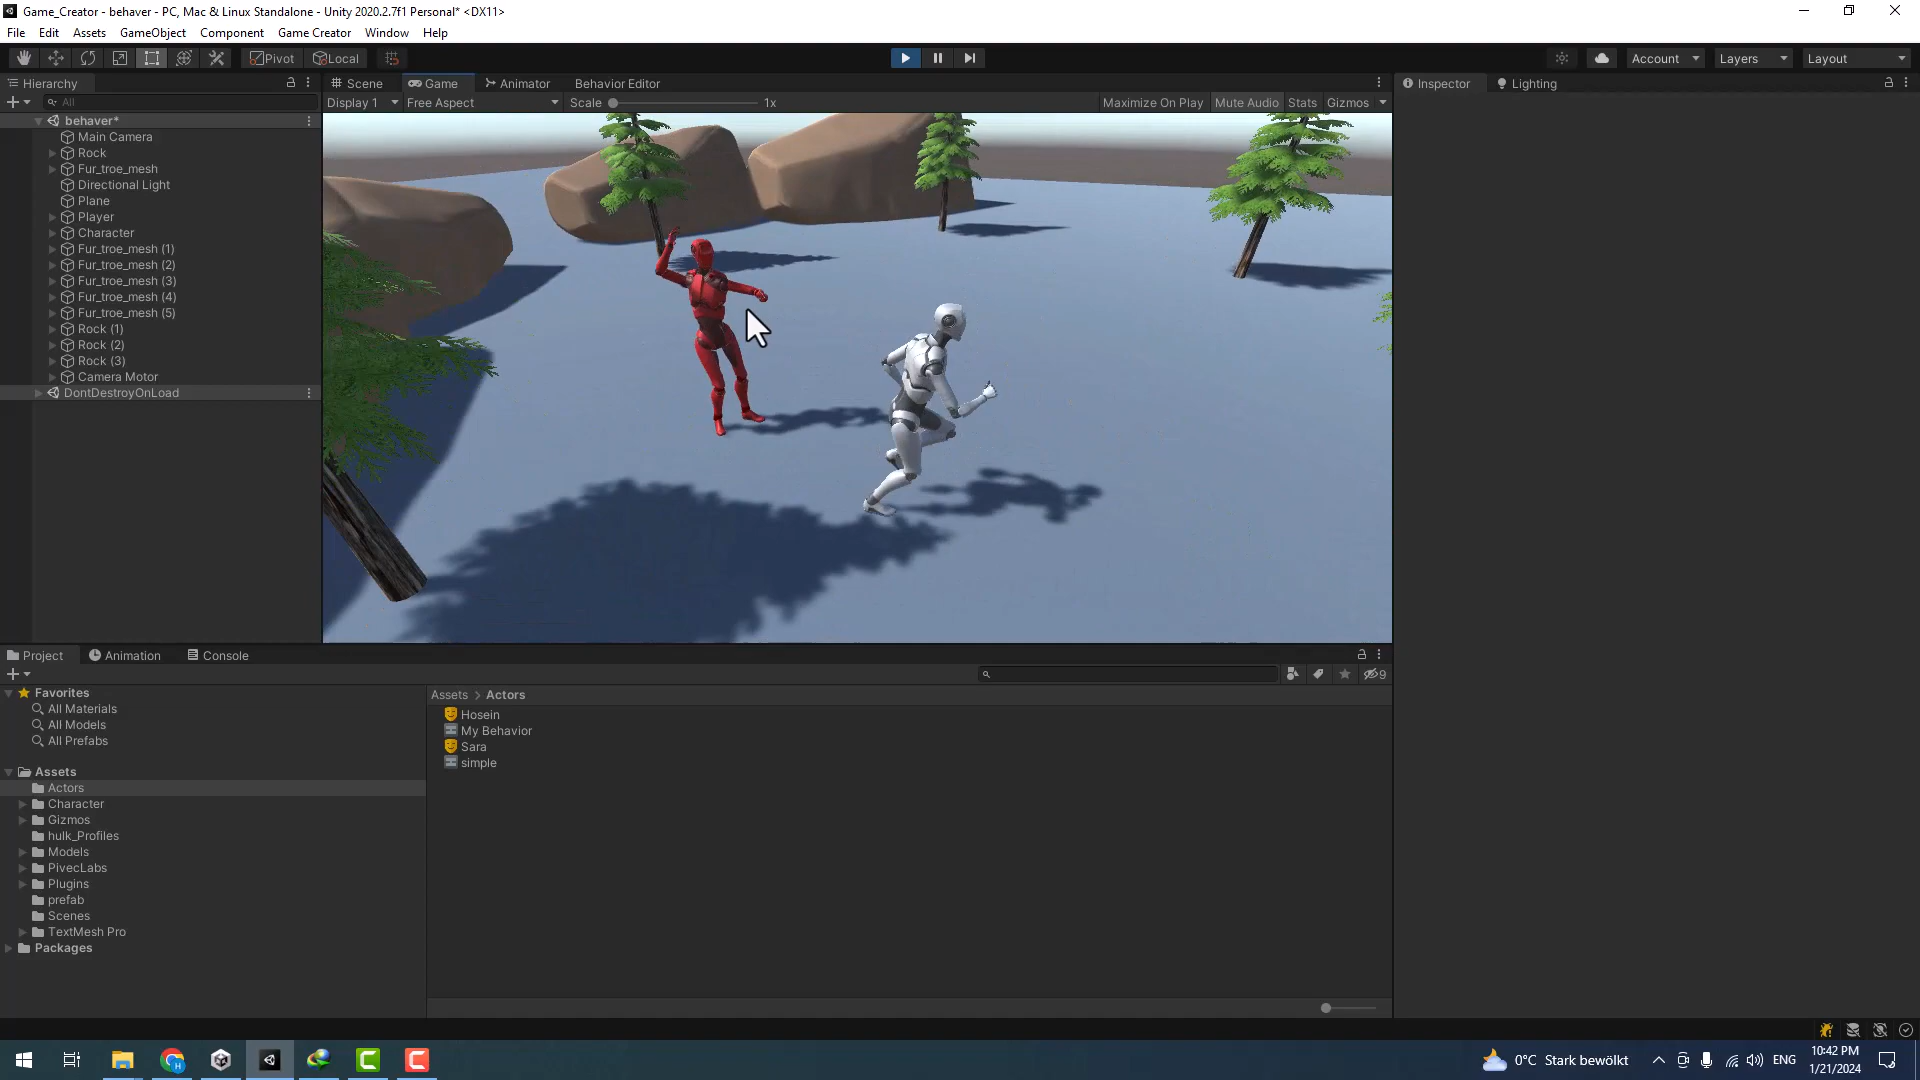 Game_Creator - behaver - PC, Mac & Linux Standalone - Unity 2020.2.7f1 Personal* <DX11>
File Edit Assets GameObject Component Game Creator Window Help
Pivot Local Account Layers Layout
Hierarchy Scene Game Animator Behavior Editor Inspector Lighting
All Display 1 Free Aspect Scale 1x Maximize On Play Mute Audio Stats Gizmos
behaver*
Main Camera
Rock
Fur_troe_mesh
Directional Light
Plane
Player
Character
Fur_troe_mesh (1)
Fur_troe_mesh (2)
Fur_troe_mesh (3)
Fur_troe_mesh (4)
Fur_troe_mesh (5)
Rock (1)
Rock (2)
Rock (3)
Camera Motor
DontDestroyOnLoad
Project Animation Console
9
Favorites
All Materials
All Models
All Prefabs
Assets
Actors
Character
Gizmos
hulk_Profiles
Models
PivecLabs
Plugins
prefab
Scenes
TextMesh Pro
Packages
Assets > Actors
Hosein
My Behavior
Sara
simple
0°C Stark bewölkt ENG 10:42 PM
1/21/2024